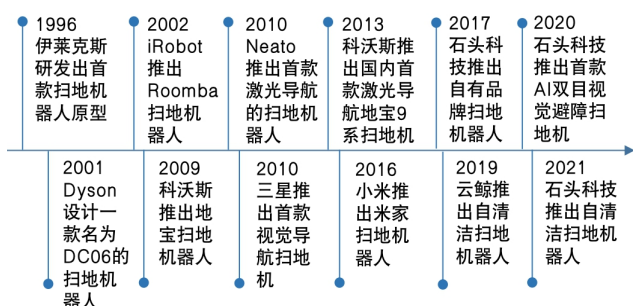 1996
伊莱克斯
研发出首
款扫地机
器人原型
2002
iRobot
推出
Roomba
扫地机
器人
2010
Neato
推出首款
激光导航
的扫地机
器人
2013
科沃斯推
出国内首
款激光导
航地宝9
系扫地机
2017
石头科
技推出
自有品
牌扫地
机器人
2020
石头科技
推出首款
AI双目视
觉避障扫
地机
2001
Dyson
设计一
款名为
DC06的
扫地机
器人
2009
科沃斯
推出地
宝扫地
机器人
2010
三星推
出首款
视觉导
航扫地
机
2016
小米推
出米家
扫地机
器人
2019
云鲸推
出自清
洁扫地
机器人
2021
石头科技
推出自清
洁扫地机
器人